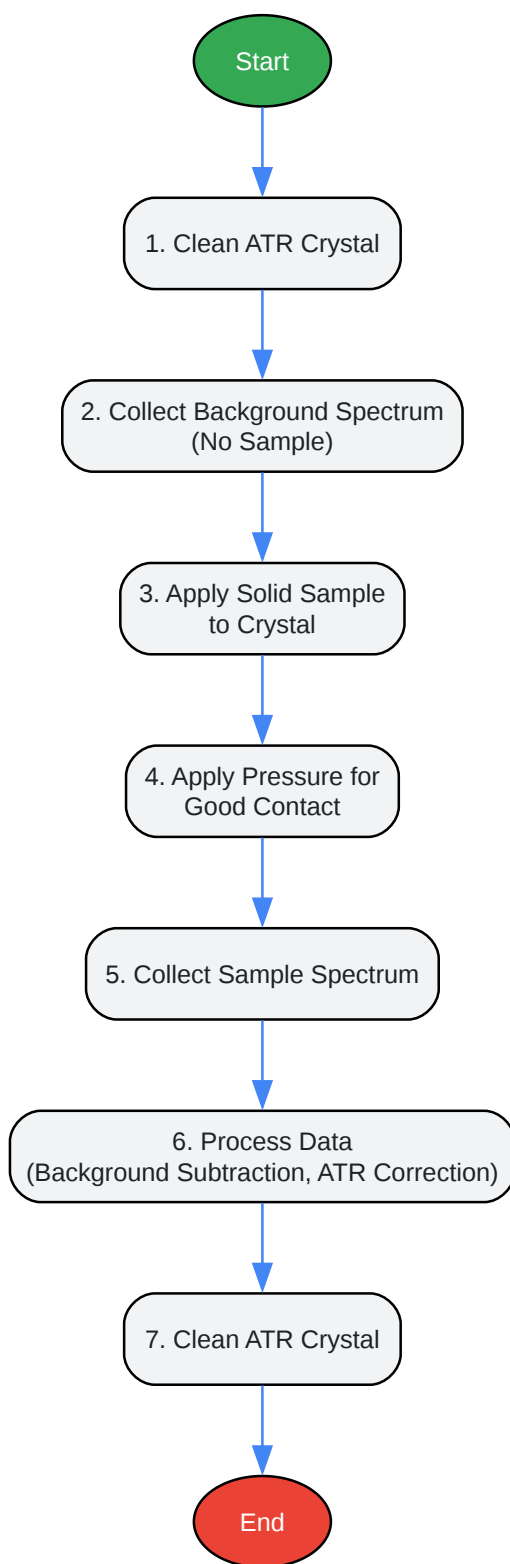 Start
1. Clean ATR Crystal
2. Collect Background Spectrum
(No Sample)
3. Apply Solid Sample
to Crystal
4. Apply Pressure for
Good Contact
5. Collect Sample Spectrum
6. Process Data
(Background Subtraction, ATR Correction)
7. Clean ATR Crystal
End